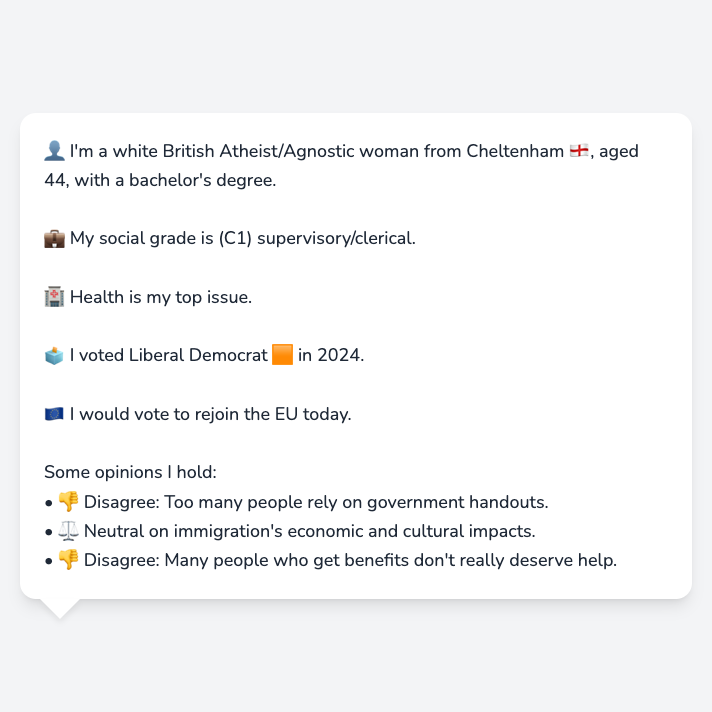 👤 I'm a white British Atheist/Agnostic woman from Cheltenham 🏴󠁧󠁢󠁥󠁮󠁧󠁿, aged
44, with a bachelor's degree.
💼 My social grade is (C1) supervisory/clerical.
🏥 Health is my top issue.
🗳️ I voted Liberal Democrat 🟧 in 2024.
🇪🇺 I would vote to rejoin the EU today.
Some opinions I hold:
• 👎 Disagree: Too many people rely on government handouts.
• ⚖️ Neutral on immigration's economic and cultural impacts.
• 👎 Disagree: Many people who get benefits don't really deserve help.